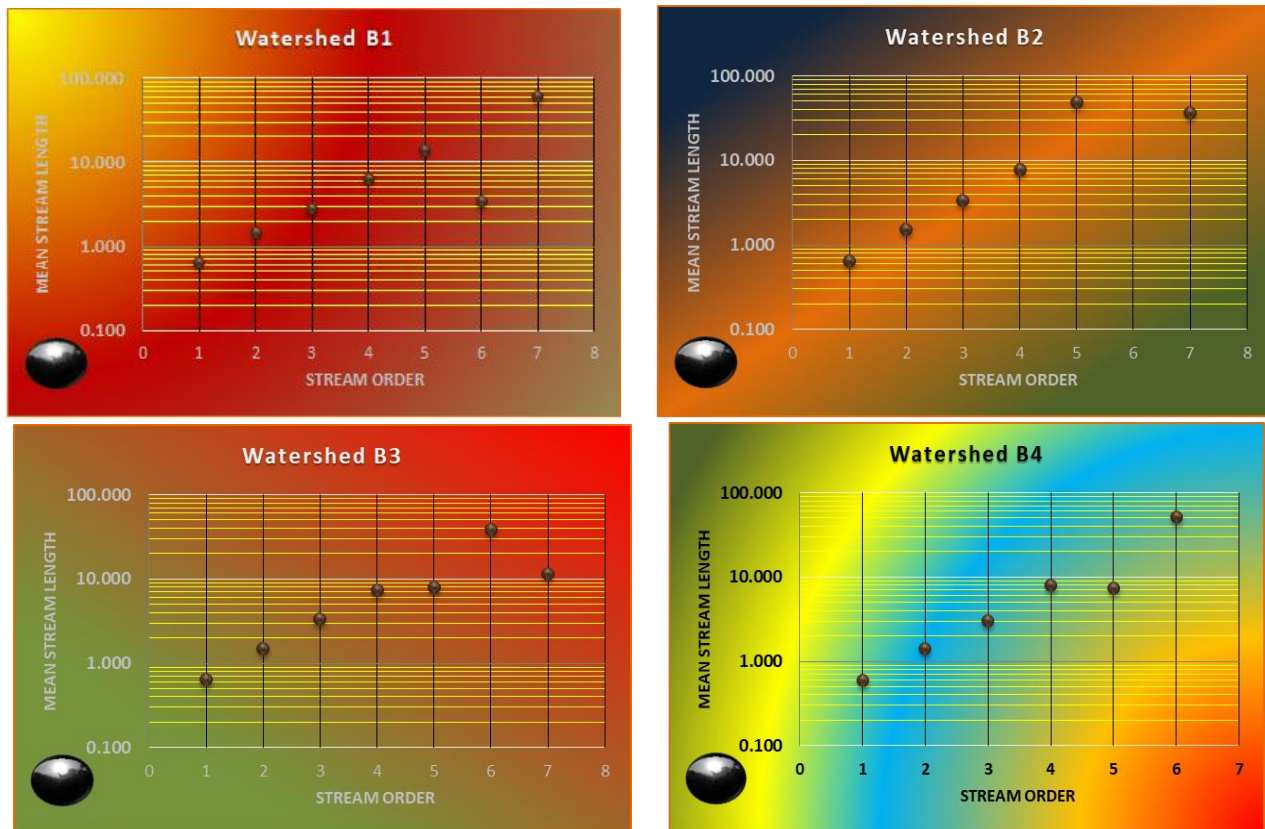 Watershed B1
MEAN STREAM LENGTH
100.000
10.000
1.000
0.100
0 1 2 3 4 5 6 7 8
STREAM ORDER
Watershed B2
MEAN STREAM LENGTH
100.000
10.000
1.000
0.100
0 1 2 3 4 5 6 7 8
STREAM ORDER
Watershed B3
MEAN STREAM LENGTH
100.000
10.000
1.000
0.100
0 1 2 3 4 5 6 7 8
STREAM ORDER
Watershed B4
MEAN STREAM LENGTH
100.000
10.000
1.000
0.100
0 1 2 3 4 5 6 7
STREAM ORDER